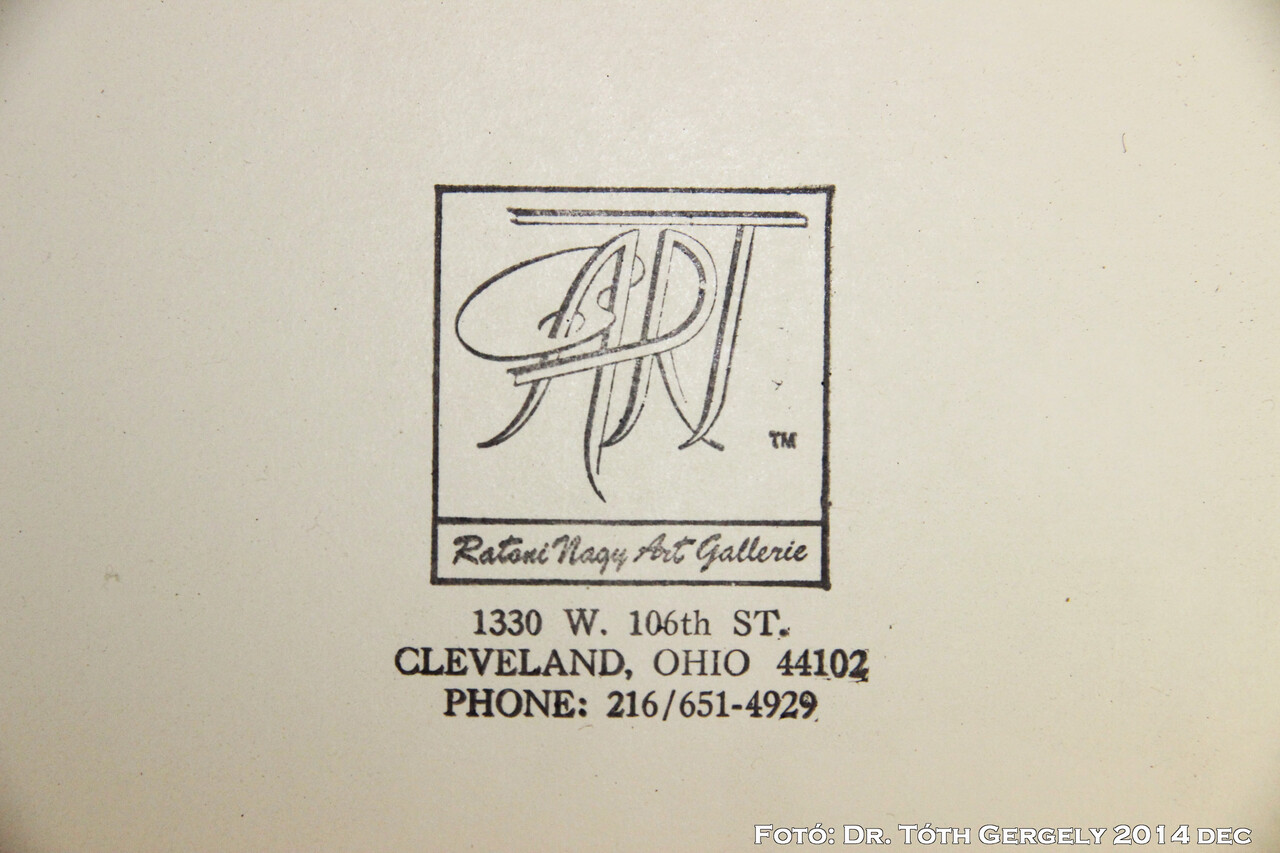 ART
TM
Ratoni Nagy Art Gallerie
1330 W. 106th ST.
CLEVELAND, OHIO 44102
PHONE: 216/651-4929
Fotó: Dr. Tóth Gergely 2014 dec